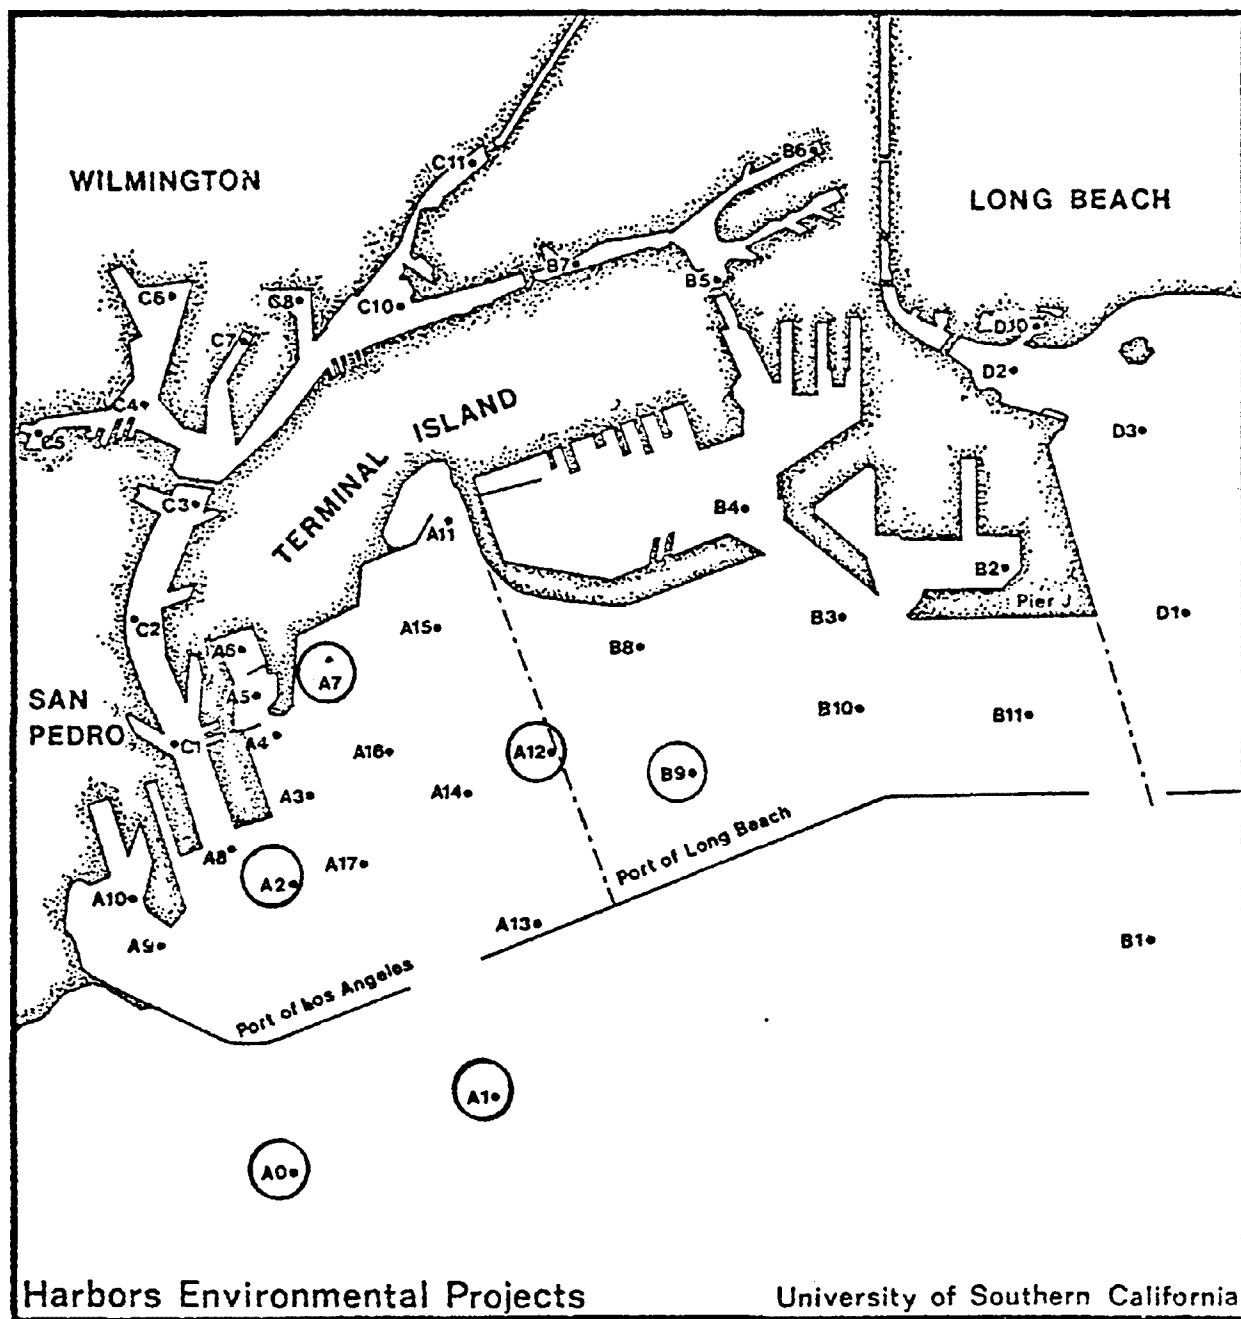 C11
B6
WILMINGTON
LONG BEACH
B7
C6
C8
C10
B5
C7
D10
D2
C4
C5
ISLAND
D3
TERMINAL
C3
A11
B4
B2
Pier J
C2
A15
B3
D1
A6
B8
A7
SAN
PEDRO
A5
B10
B11
A4
C1
A16
A12
B9
A3
A14
Port of Long Beach
A8
A17
A2
A10
A13
A9
B1
Port of Los Angeles
A1
A0
Harbors Environmental Projects
University of Southern California